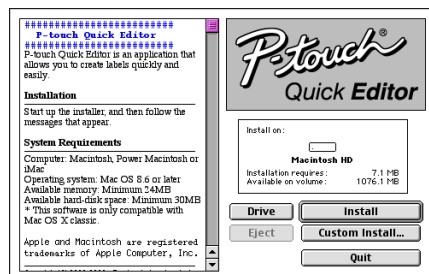 ########################
P-touch Quick Editor
########################
P-touch Quick Editor is an application that
allows you to create labels quickly and
easily.
Installation
Start up the installer, and then follow the
messages that appear.
System Requirements
Computer: Macintosh, Power Macintosh or
iMac
Operating system: Mac OS 8.6 or later
Available memory: Minimum 24MB
Available hard-disk space: Minimum 30MB
* This software is only compatible with
Mac OS X classic.
Apple and Macintosh are registered
trademarks of Apple Computer, Inc.
P-touch®
Quick Editor
Install on:
Macintosh HD
Installation requires: 7.1 MB
Available on volume: 1076.1 MB
Drive
Install
Eject
Custom Install...
Quit